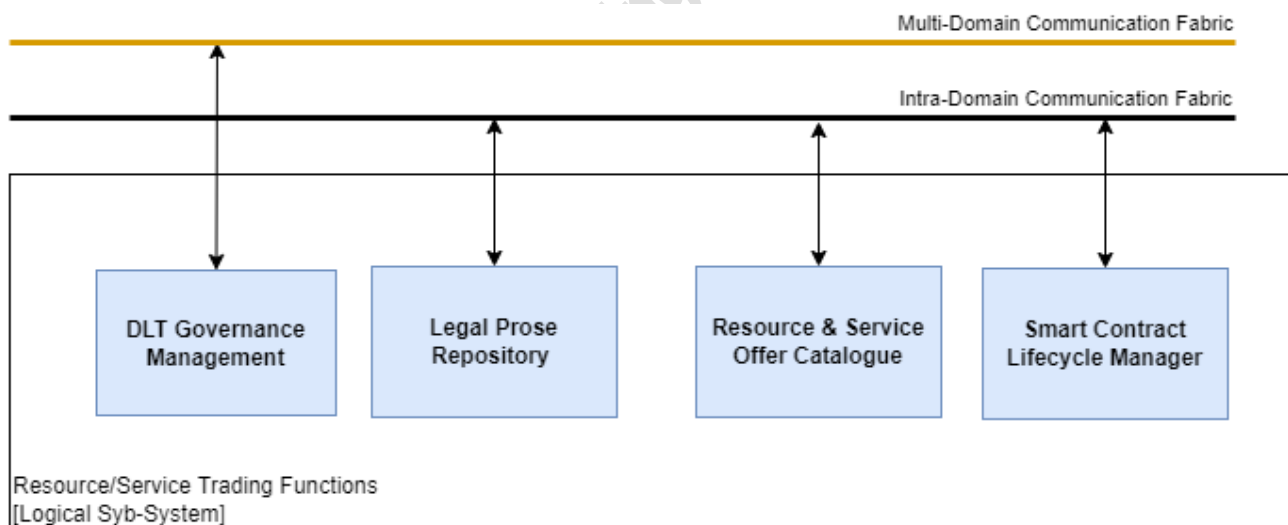 Multi-Domain Communication Fabric
Intra-Domain Communication Fabric
DLT Governance
Management
Legal Prose
Repository
Resource & Service
Offer Catalogue
Smart Contract
Lifecycle Manager
Resource/Service Trading Functions
[Logical Syb-System]